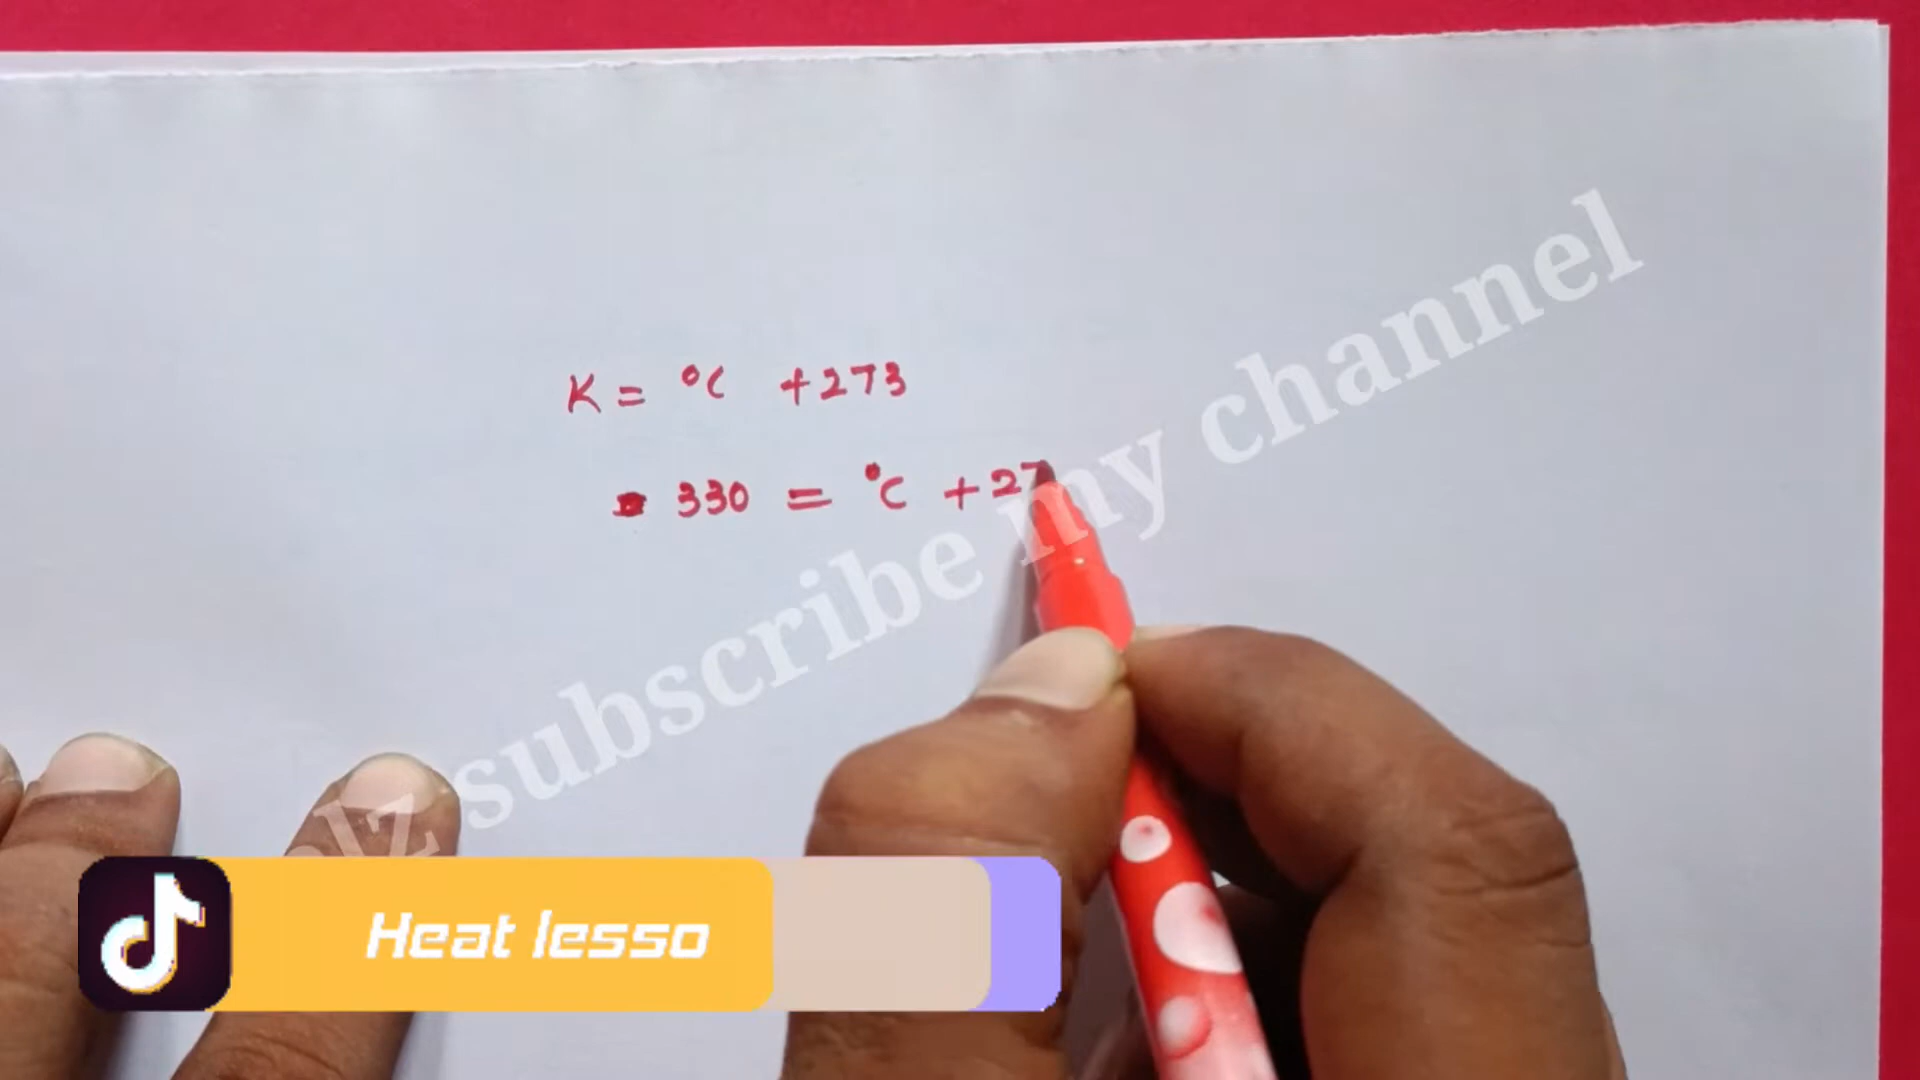 K = °C +273
330 = °C +27
subscribe my channel
Heat lesso